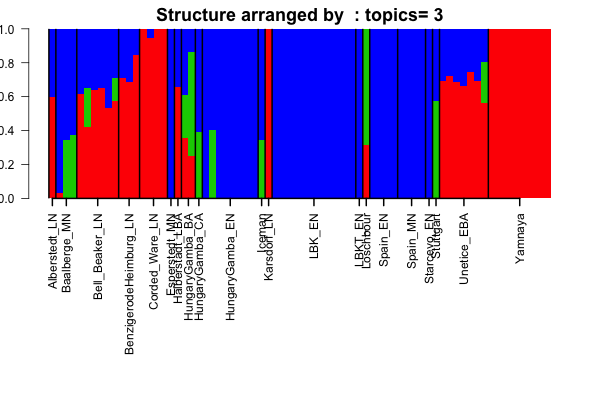 Structure arranged by : topics= 3
1.0
0.8
0.6
0.4
0.2
0.0
Alberstedt_LN
Baalberge_MN
Bell_Beaker_LN
BenzigerodeHeimburg_LN
Corded_Ware_LN
Esperstedt_MN
Halberstadt_LBA
HungaryGamba_BA
HungaryGamba_CA
HungaryGamba_EN
Iceman
Karsdorf_LN
LBK_EN
LBKT_EN
Loschbour
Spain_EN
Spain_MN
Starcevo_EN
Stuttgart
Unetice_EBA
Yamnaya